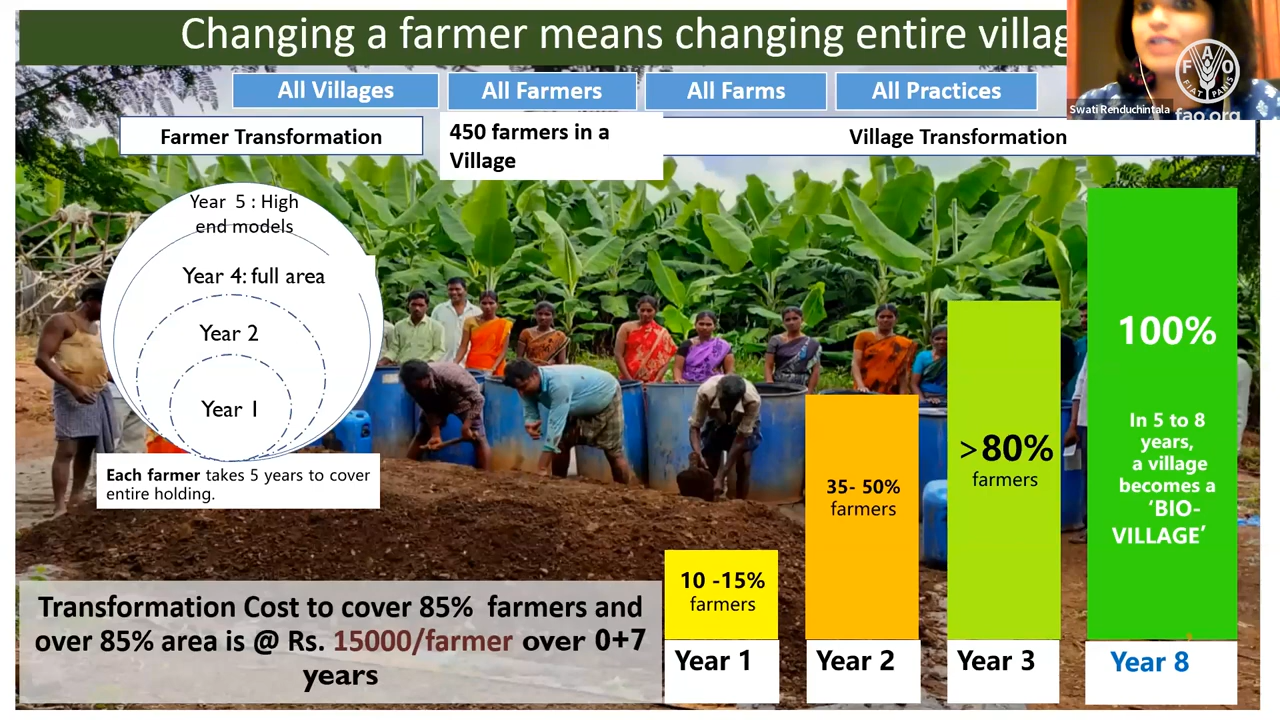 Changing a farmer means changing entire villag
All Villages
All Farmers
All Farms
All Practices
Swati Renduchintala
F A O
FIAT PANIS
fao.org
Farmer Transformation
450 farmers in a
Village
Village Transformation
Year 5 : High
end models
Year 4: full area
Year 2
Year 1
Each farmer takes 5 years to cover
entire holding.
100%
In 5 to 8
years,
a village
becomes a
‘BIO-
VILLAGE’
>80%
farmers
35- 50%
farmers
10 -15%
farmers
Transformation Cost to cover 85% farmers and
over 85% area is @ Rs. 15000/farmer over 0+7
years
Year 1
Year 2
Year 3
Year 8